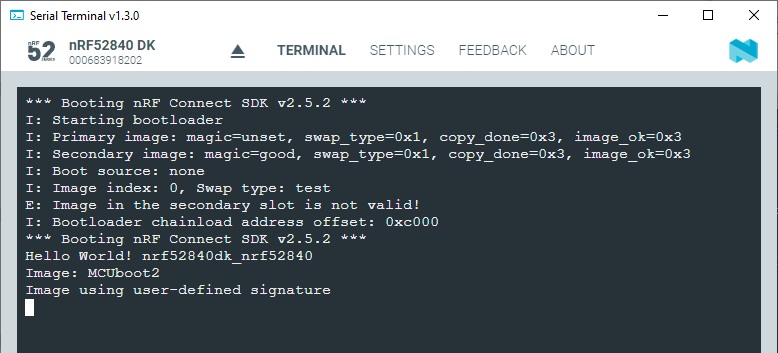 Serial Terminal v1.3.0
nRF
52
SERIES
nRF52840 DK
000683918202
TERMINAL SETTINGS FEEDBACK ABOUT
*** Booting nRF Connect SDK v2.5.2 ***
I: Starting bootloader
I: Primary image: magic=unset, swap_type=0x1, copy_done=0x3, image_ok=0x3
I: Secondary image: magic=good, swap_type=0x1, copy_done=0x3, image_ok=0x3
I: Boot source: none
I: Image index: 0, Swap type: test
E: Image in the secondary slot is not valid!
I: Bootloader chainload address offset: 0xc000
*** Booting nRF Connect SDK v2.5.2 ***
Hello World! nrf52840dk_nrf52840
Image: MCUboot2
Image using user-defined signature